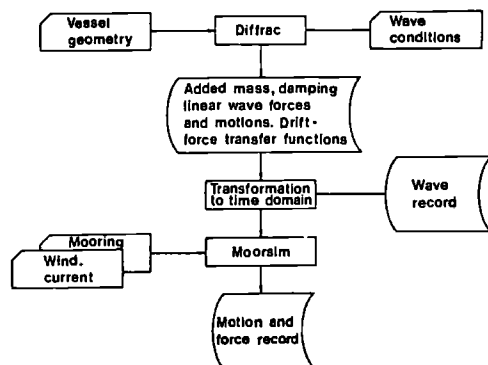 Vessel
geometry
Diffrac
Wave
conditions
Added mass, damping
linear wave forces
and motions. Drift-
force transfer functions
Transformation
to time domain
Wave
record
Mooring
Wind.
current
Moorsim
Motion and
force record